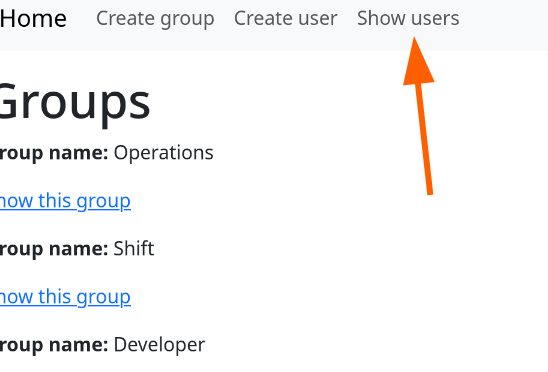 Home Create group Create user Show users
Groups
roup name: Operations
how this group
roup name: Shift
how this group
roup name: Developer